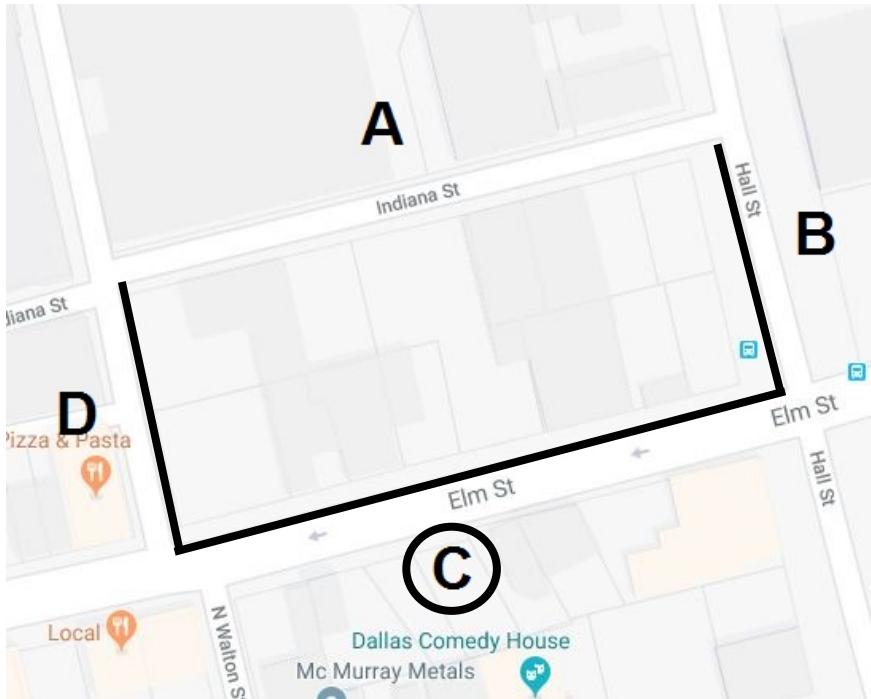 A
Indiana St
Hall St
B
diana St
D
Pizza & Pasta
Elm St
Elm St
Hall St
C
N Walton St
Local
Dallas Comedy House
Mc Murray Metals